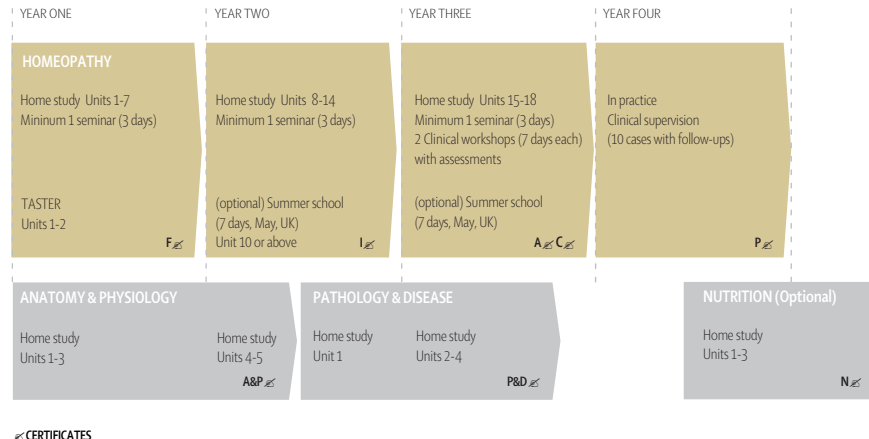 YEAR ONE
YEAR TWO
YEAR THREE
YEAR FOUR
HOMEOPATHY
Home study Units 1-7
Mininum 1 seminar (3 days)
TASTER
Units 1-2
F
Home study Units 8-14
Minimum 1 seminar (3 days)
(optional) Summer school
(7 days, May, UK)
Unit 10 or above
I
Home study Units 15-18
Minimum 1 seminar (3 days)
2 Clinical workshops (7 days each)
with assessments
(optional) Summer school
(7 days, May, UK)
A C
In practice
Clinical supervision
(10 cases with follow-ups)
P
ANATOMY & PHYSIOLOGY
Home study
Units 1-3
Home study
Units 4-5
A&P
PATHOLOGY & DISEASE
Home study
Unit 1
Home study
Units 2-4
P&D
NUTRITION (Optional)
Home study
Units 1-3
N
CERTIFICATES